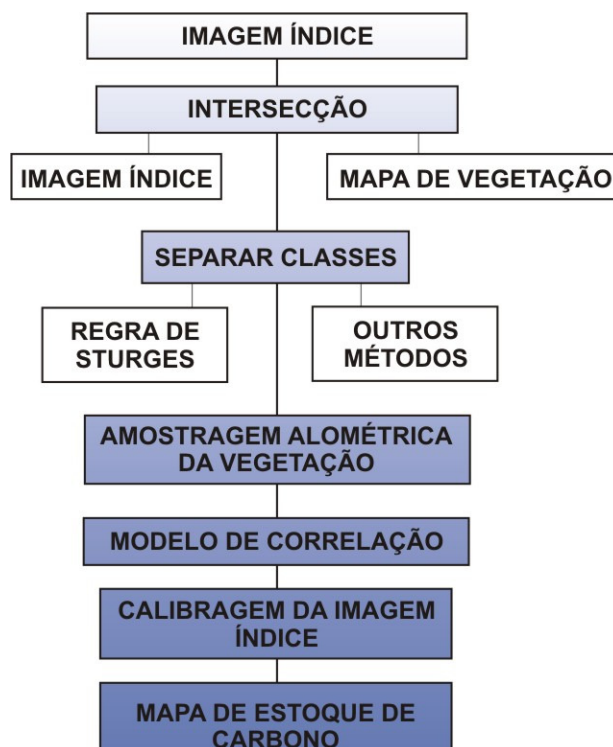 IMAGEM ÍNDICE
INTERSECÇÃO
IMAGEM ÍNDICE
MAPA DE VEGETAÇÃO
SEPARAR CLASSES
REGRA DE
STURGES
OUTROS
MÉTODOS
AMOSTRAGEM ALOMÉTRICA
DA VEGETAÇÃO
MODELO DE CORRELAÇÃO
CALIBRAGEM DA IMAGEM
ÍNDICE
MAPA DE ESTOQUE DE
CARBONO